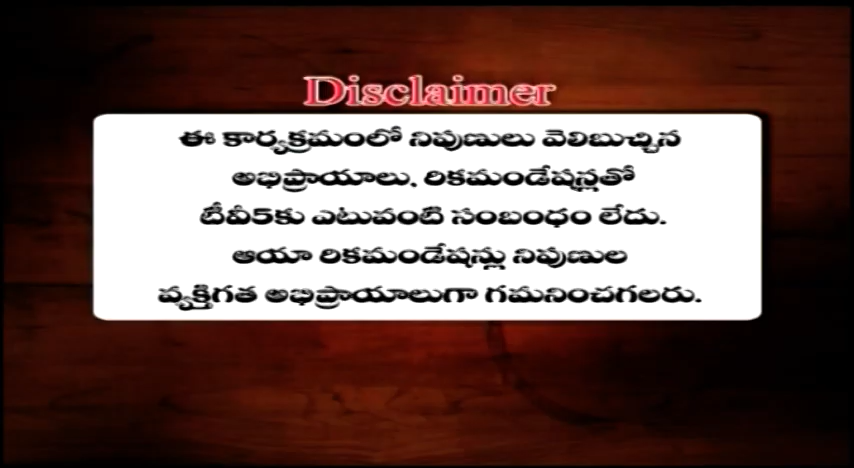 Disclaimer
ఈ కార్యక్రమంలో నిపుణులు వెలిబుచ్చిన
అభిప్రాయాలు, రికమండేషన్లతో
టీవీ5కు ఎటువంటి సంబంధం లేదు.
ఆయా రికమండేషన్లు నిపుణుల
వ్యక్తిగత అభిప్రాయాలుగా గమనించగలరు.